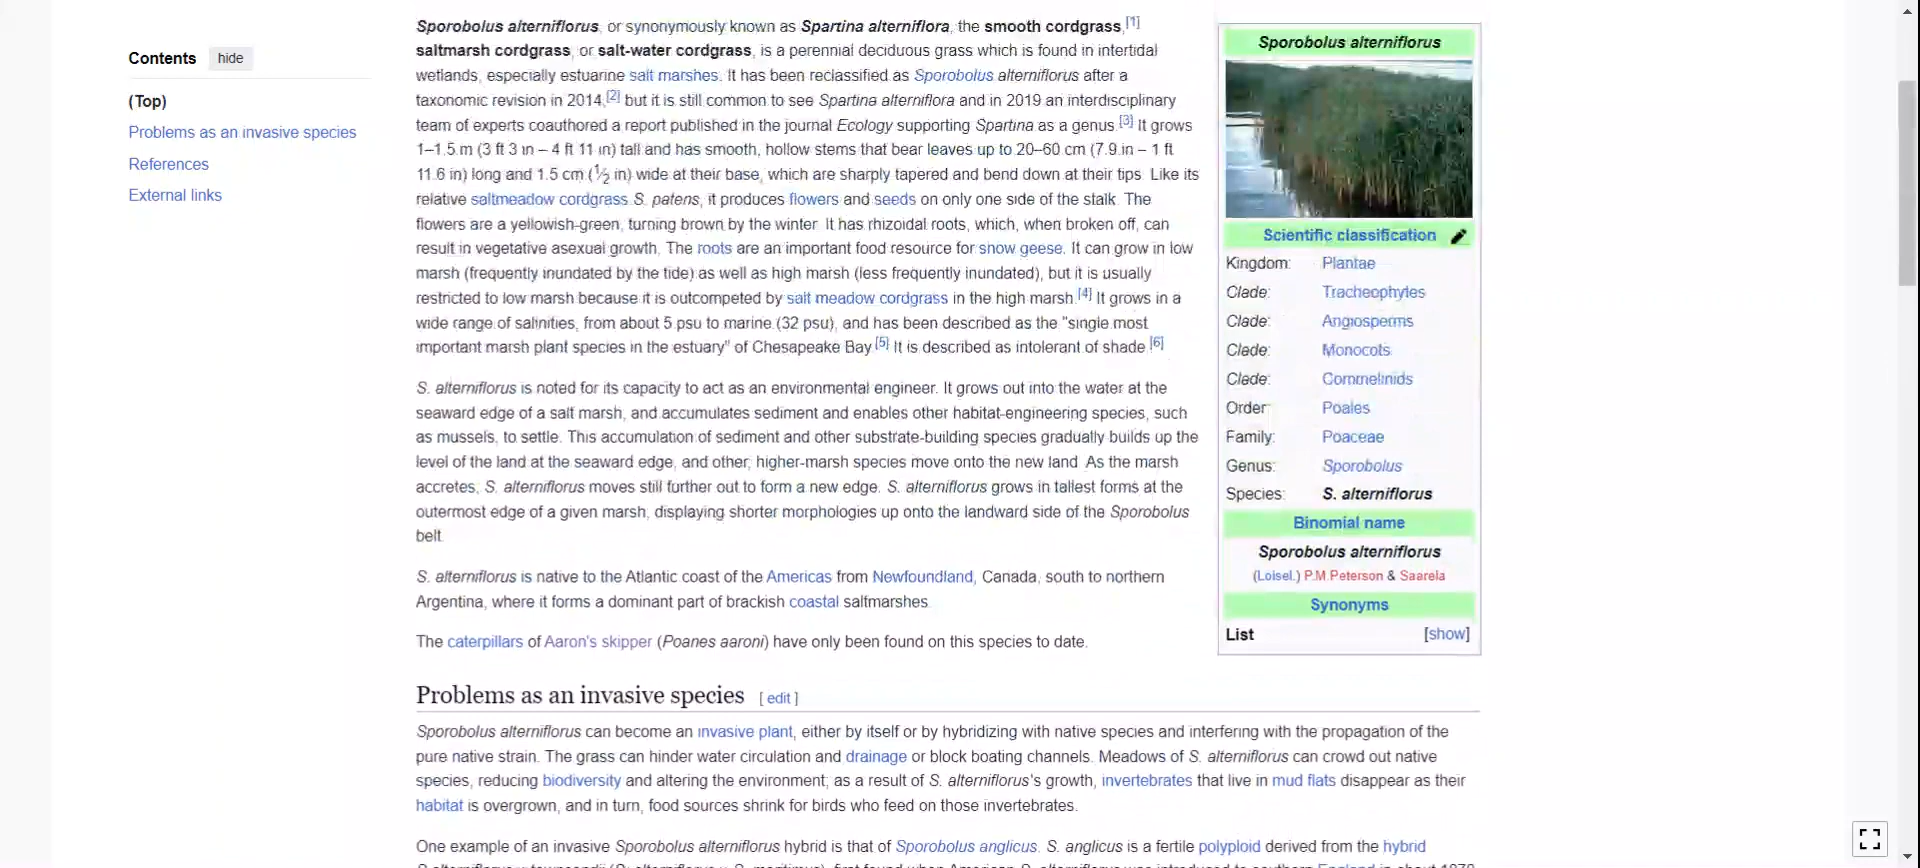 Contents hide
(Top)
Problems as an invasive species
References
External links
Sporobolus alterniflorus, or synonymously known as Spartina alterniflora, the smooth cordgrass,[1]
saltmarsh cordgrass, or salt-water cordgrass, is a perennial deciduous grass which is found in intertidal
wetlands, especially estuarine salt marshes. It has been reclassified as Sporobolus alterniflorus after a
taxonomic revision in 2014,[2] but it is still common to see Spartina alterniflora and in 2019 an interdisciplinary
team of experts coauthored a report published in the journal Ecology supporting Spartina as a genus.[3] It grows
1–1.5 m (3 ft 3 in – 4 ft 11 in) tall and has smooth, hollow stems that bear leaves up to 20–60 cm (7.9 in – 1 ft
11.6 in) long and 1.5 cm (1⁄2 in) wide at their base, which are sharply tapered and bend down at their tips. Like its
relative saltmeadow cordgrass S. patens, it produces flowers and seeds on only one side of the stalk. The
flowers are a yellowish-green, turning brown by the winter. It has rhizoidal roots, which, when broken off, can
result in vegetative asexual growth. The roots are an important food resource for snow geese. It can grow in low
marsh (frequently inundated by the tide) as well as high marsh (less frequently inundated), but it is usually
restricted to low marsh because it is outcompeted by salt meadow cordgrass in the high marsh.[4] It grows in a
wide range of salinities, from about 5 psu to marine (32 psu), and has been described as the "single most
important marsh plant species in the estuary" of Chesapeake Bay.[5] It is described as intolerant of shade.[6]
S. alterniflorus is noted for its capacity to act as an environmental engineer. It grows out into the water at the
seaward edge of a salt marsh, and accumulates sediment and enables other habitat-engineering species, such
as mussels, to settle. This accumulation of sediment and other substrate-building species gradually builds up the
level of the land at the seaward edge, and other, higher-marsh species move onto the new land. As the marsh
accretes, S. alterniflorus moves still further out to form a new edge. S. alterniflorus grows in tallest forms at the
outermost edge of a given marsh, displaying shorter morphologies up onto the landward side of the Sporobolus
belt.
S. alterniflorus is native to the Atlantic coast of the Americas from Newfoundland, Canada, south to northern
Argentina, where it forms a dominant part of brackish coastal saltmarshes.
The caterpillars of Aaron's skipper (Poanes aaroni) have only been found on this species to date.
Sporobolus alterniflorus
Scientific classification
Kingdom: Plantae
Clade: Tracheophytes
Clade: Angiosperms
Clade: Monocots
Clade: Commelinids
Order: Poales
Family: Poaceae
Genus: Sporobolus
Species: S. alterniflorus
Binomial name
Sporobolus alterniflorus
(Loisel.) P.M.Peterson & Saarela
Synonyms
List [show]
Problems as an invasive species [ edit ]
Sporobolus alterniflorus can become an invasive plant, either by itself or by hybridizing with native species and interfering with the propagation of the
pure native strain. The grass can hinder water circulation and drainage or block boating channels. Meadows of S. alterniflorus can crowd out native
species, reducing biodiversity and altering the environment; as a result of S. alterniflorus's growth, invertebrates that live in mud flats disappear as their
habitat is overgrown, and in turn, food sources shrink for birds who feed on those invertebrates.
One example of an invasive Sporobolus alterniflorus hybrid is that of Sporobolus anglicus. S. anglicus is a fertile polyploid derived from the hybrid